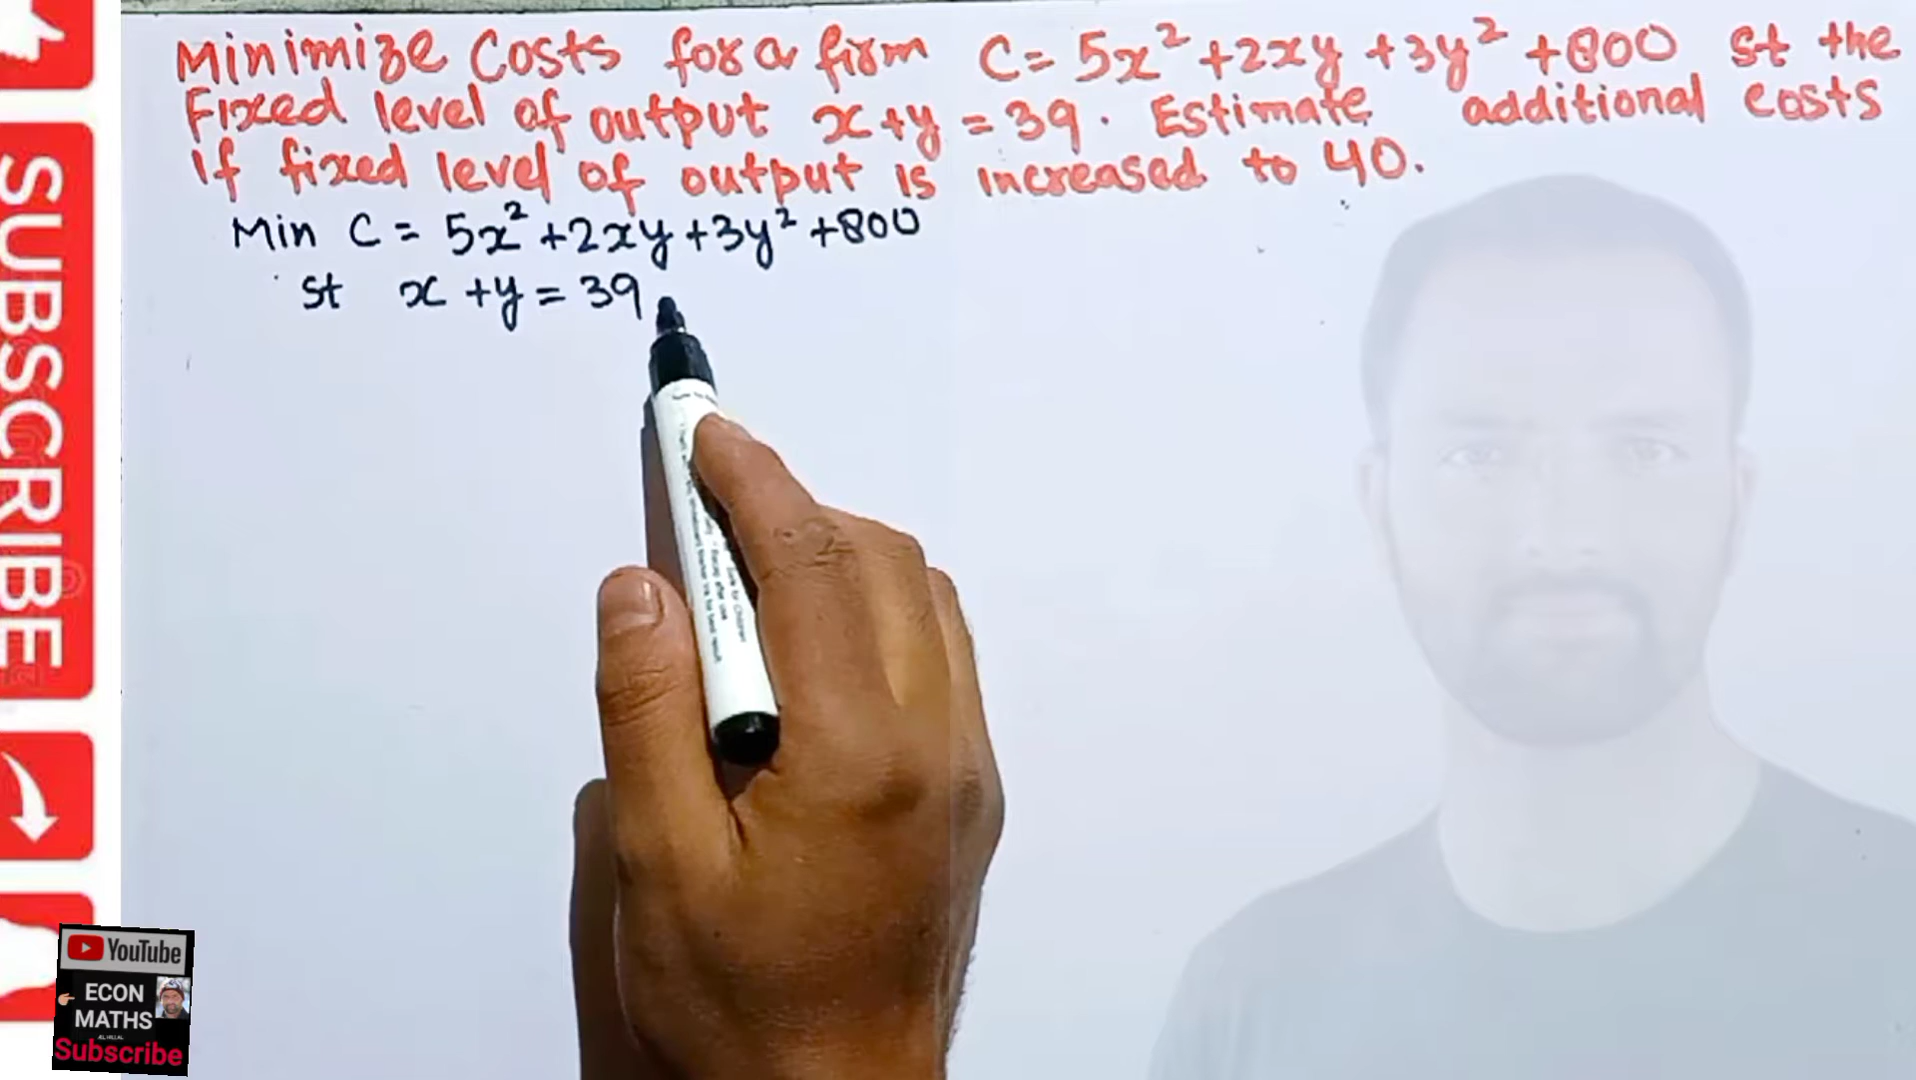 Minimize Costs for a firm C= 5x²+2xy+3y²+800 st the
Fixed level of output x+y=39. Estimate additional costs
If fixed level of output is increased to 40.
Min C = 5x²+2xy+3y²+800
st x+y=39
SUBSCRIBE
YouTube
ECON
MATHS
Subscribe